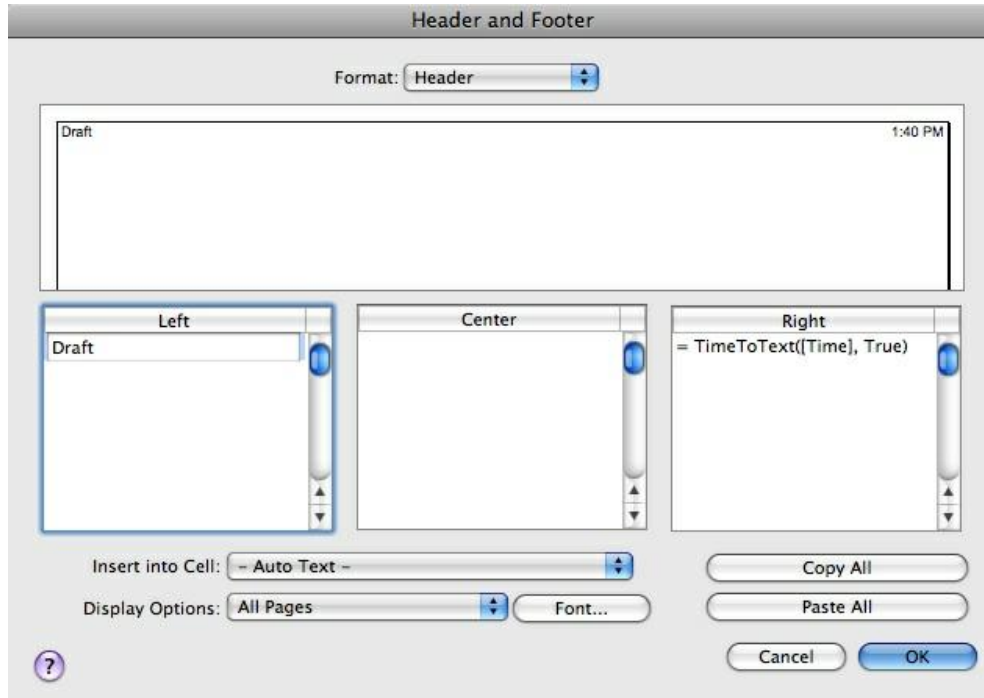 Header and Footer
Format: Header
Draft 1:40 PM
Left Center Right
Draft = TimeToText([Time], True)
Insert into Cell: - Auto Text - Copy All
Display Options: All Pages Font... Paste All
? Cancel OK